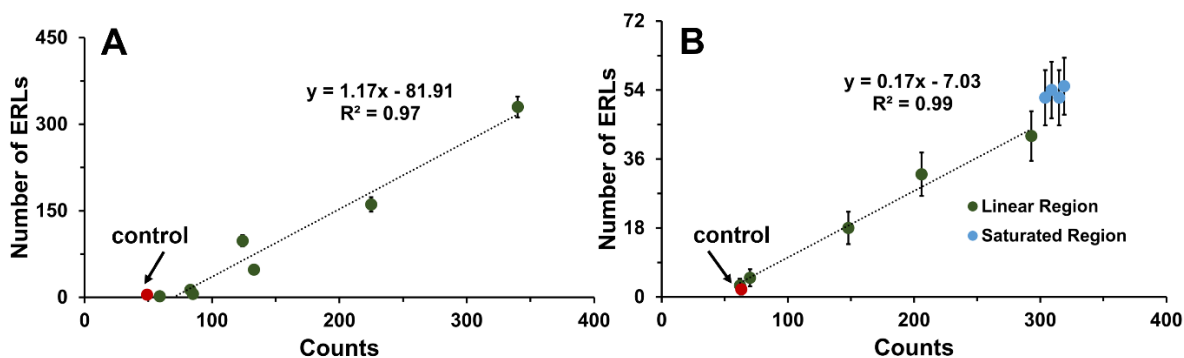 A
Number of ERLs
450
300
150
0
y = 1.17x - 81.91
R² = 0.97
control
0
100
200
300
400
Counts
B
Number of ERLs
72
54
36
18
0
y = 0.17x - 7.03
R² = 0.99
Linear Region
Saturated Region
control
0
100
200
300
400
Counts